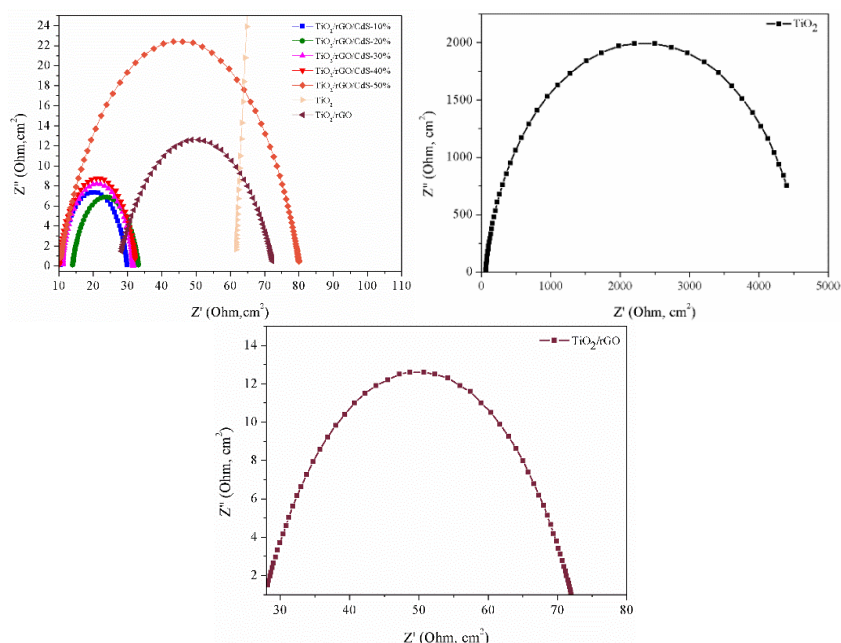 TiO2/rGO/CdS-10%
TiO2/rGO/CdS-20%
TiO2/rGO/CdS-30%
TiO2/rGO/CdS-40%
TiO2/rGO/CdS-50%
TiO2
TiO2/rGO
24
22
20
18
16
14
12
10
8
6
4
2
0
Z'' (Ohm,cm2)
10 20 30 40 50 60 70 80 90 100 110
Z' (Ohm,cm2)
TiO2
2000
1500
1000
500
0
Z'' (Ohm, cm2)
0 1000 2000 3000 4000 5000
Z' (Ohm, cm2)
TiO2/rGO
14
12
10
8
6
4
2
Z'' (Ohm, cm2)
30 40 50 60 70 80
Z' (Ohm, cm2)